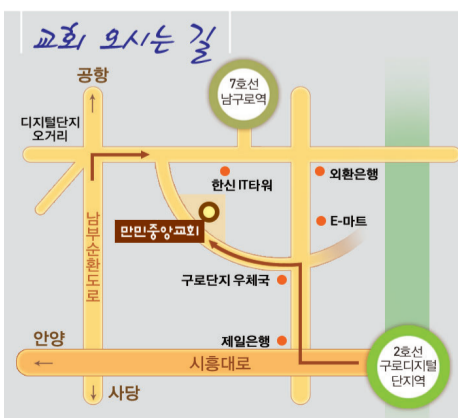 교회 오시는 길
공항
7호선
남구로역
디지털단지
오거리
한신 IT타워
외환은행
E-마트
만민중앙교회
남부순환도로
구로단지 우체국
제일은행
안양
시흥대로
2호선
구로디지털
단지역
사당